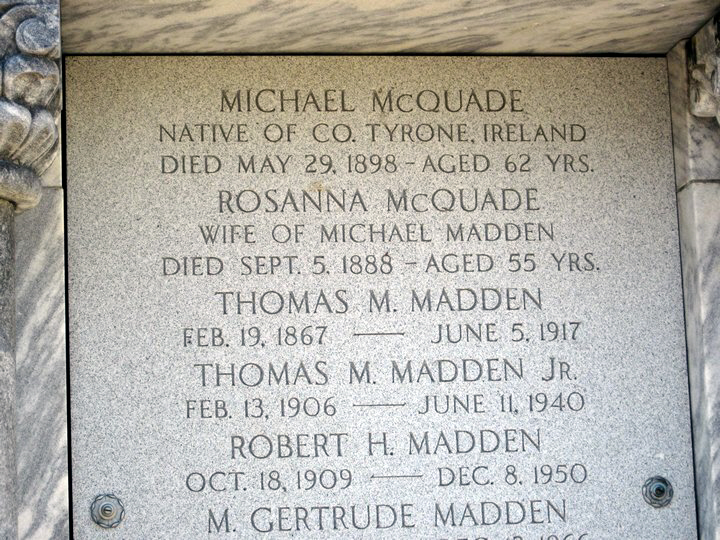 MICHAEL McQUADE
NATIVE OF CO. TYRONE, IRELAND
DIED MAY 29, 1898 - AGED 62 YRS.
ROSANNA McQUADE
WIFE OF MICHAEL MADDEN
DIED SEPT. 5, 1888 - AGED 55 YRS.
THOMAS M. MADDEN
FEB. 19, 1867 — JUNE 5, 1917
THOMAS M. MADDEN JR.
FEB. 13, 1906 — JUNE 11, 1940
ROBERT H. MADDEN
OCT. 18, 1909 — DEC. 8, 1950
M. GERTRUDE MADDEN